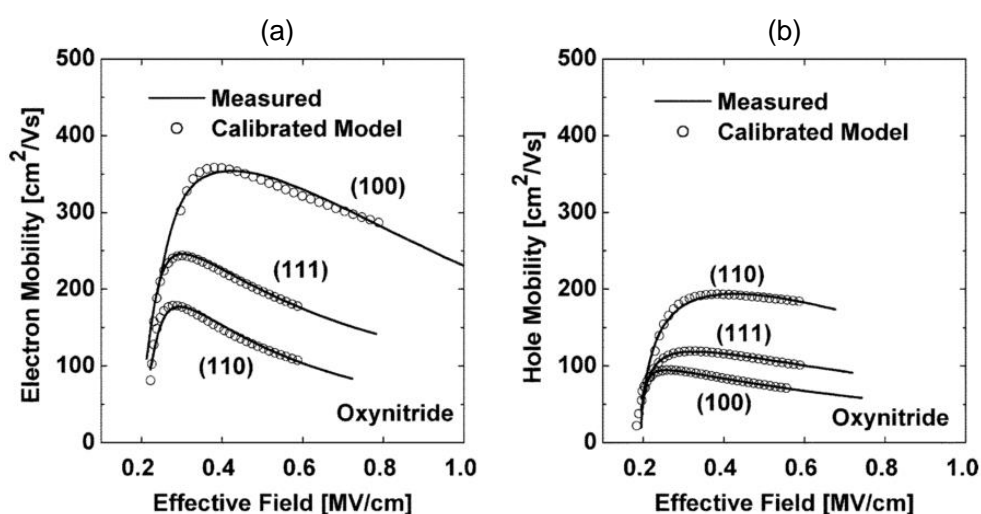 (a)
500
400
300
200
100
0
Electron Mobility [cm²/Vs]
Measured
Calibrated Model
(100)
(111)
(110)
Oxynitride
0.2 0.4 0.6 0.8 1.0
Effective Field [MV/cm]
(b)
500
400
300
200
100
0
Hole Mobility [cm²/Vs]
Measured
Calibrated Model
(110)
(111)
(100)
Oxynitride
0.2 0.4 0.6 0.8 1.0
Effective Field [MV/cm]